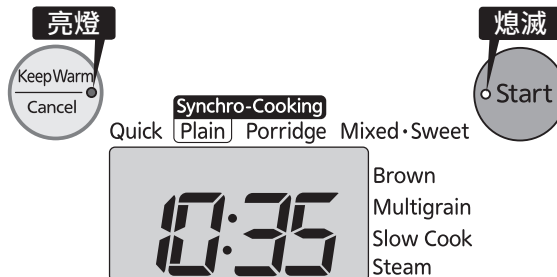 亮燈
熄滅
Keep Warm
Cancel
Start
Synchro-Cooking
Quick Plain Porridge Mixed・Sweet
Brown
Multigrain
Slow Cook
Steam
10:35